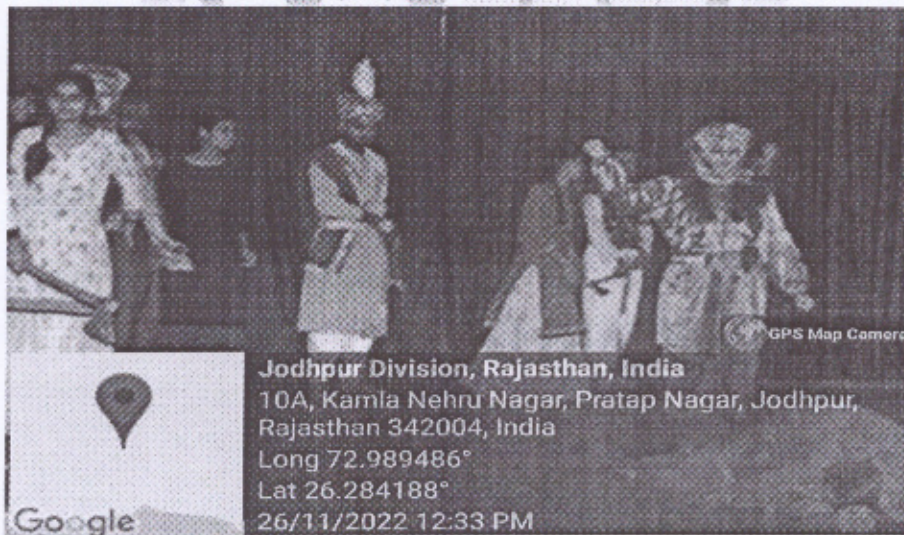 GPS Map Camera
Jodhpur Division, Rajasthan, India
10A, Kamla Nehru Nagar, Pratap Nagar, Jodhpur,
Rajasthan 342004, India
Long 72.989486°
Lat 26.284188°
26/11/2022 12:33 PM
Google